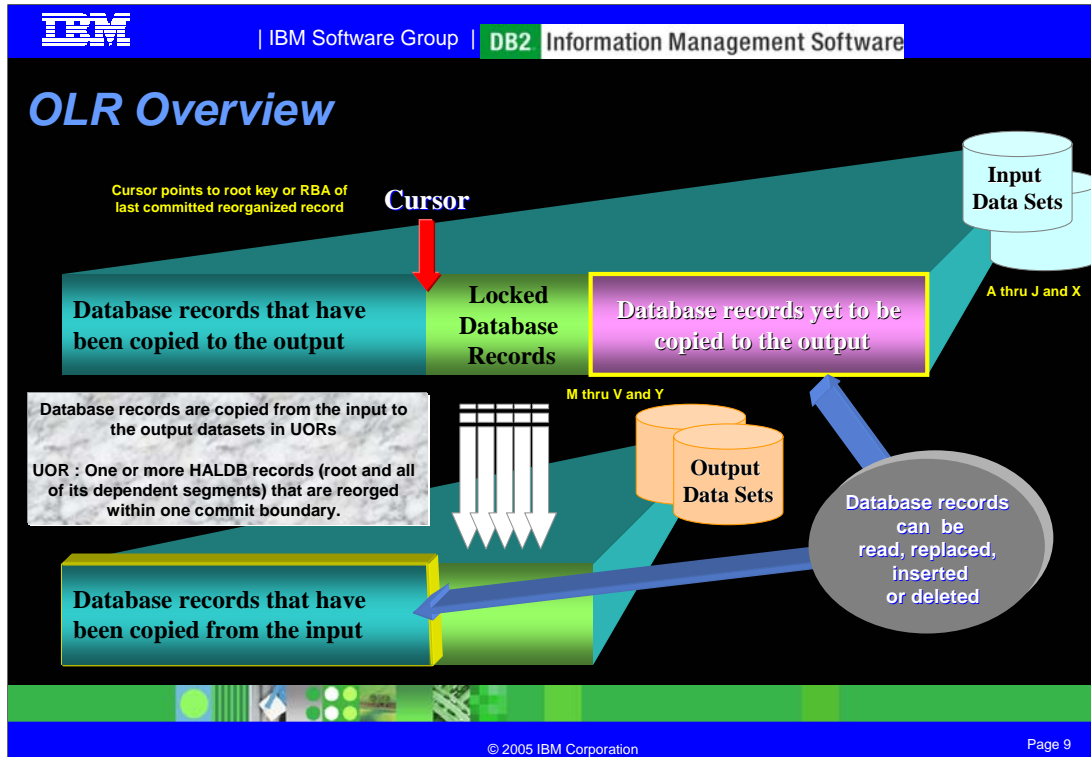 IBM
| IBM Software Group |
DB2. Information Management Software
OLR Overview
Cursor points to root key or RBA of
last committed reorganized record
Cursor
Input
Data Sets
A thru J and X
Database records that have
been copied to the output
Locked
Database
Records
Database records yet to be
copied to the output
M thru V and Y
Database records are copied from the input to
the output datasets in UORs
UOR : One or more HALDB records (root and all
of its dependent segments) that are reorged
within one commit boundary.
Output
Data Sets
Database records
can be
read, replaced,
inserted
or deleted
Database records that have
been copied from the input
© 2005 IBM Corporation
Page 9